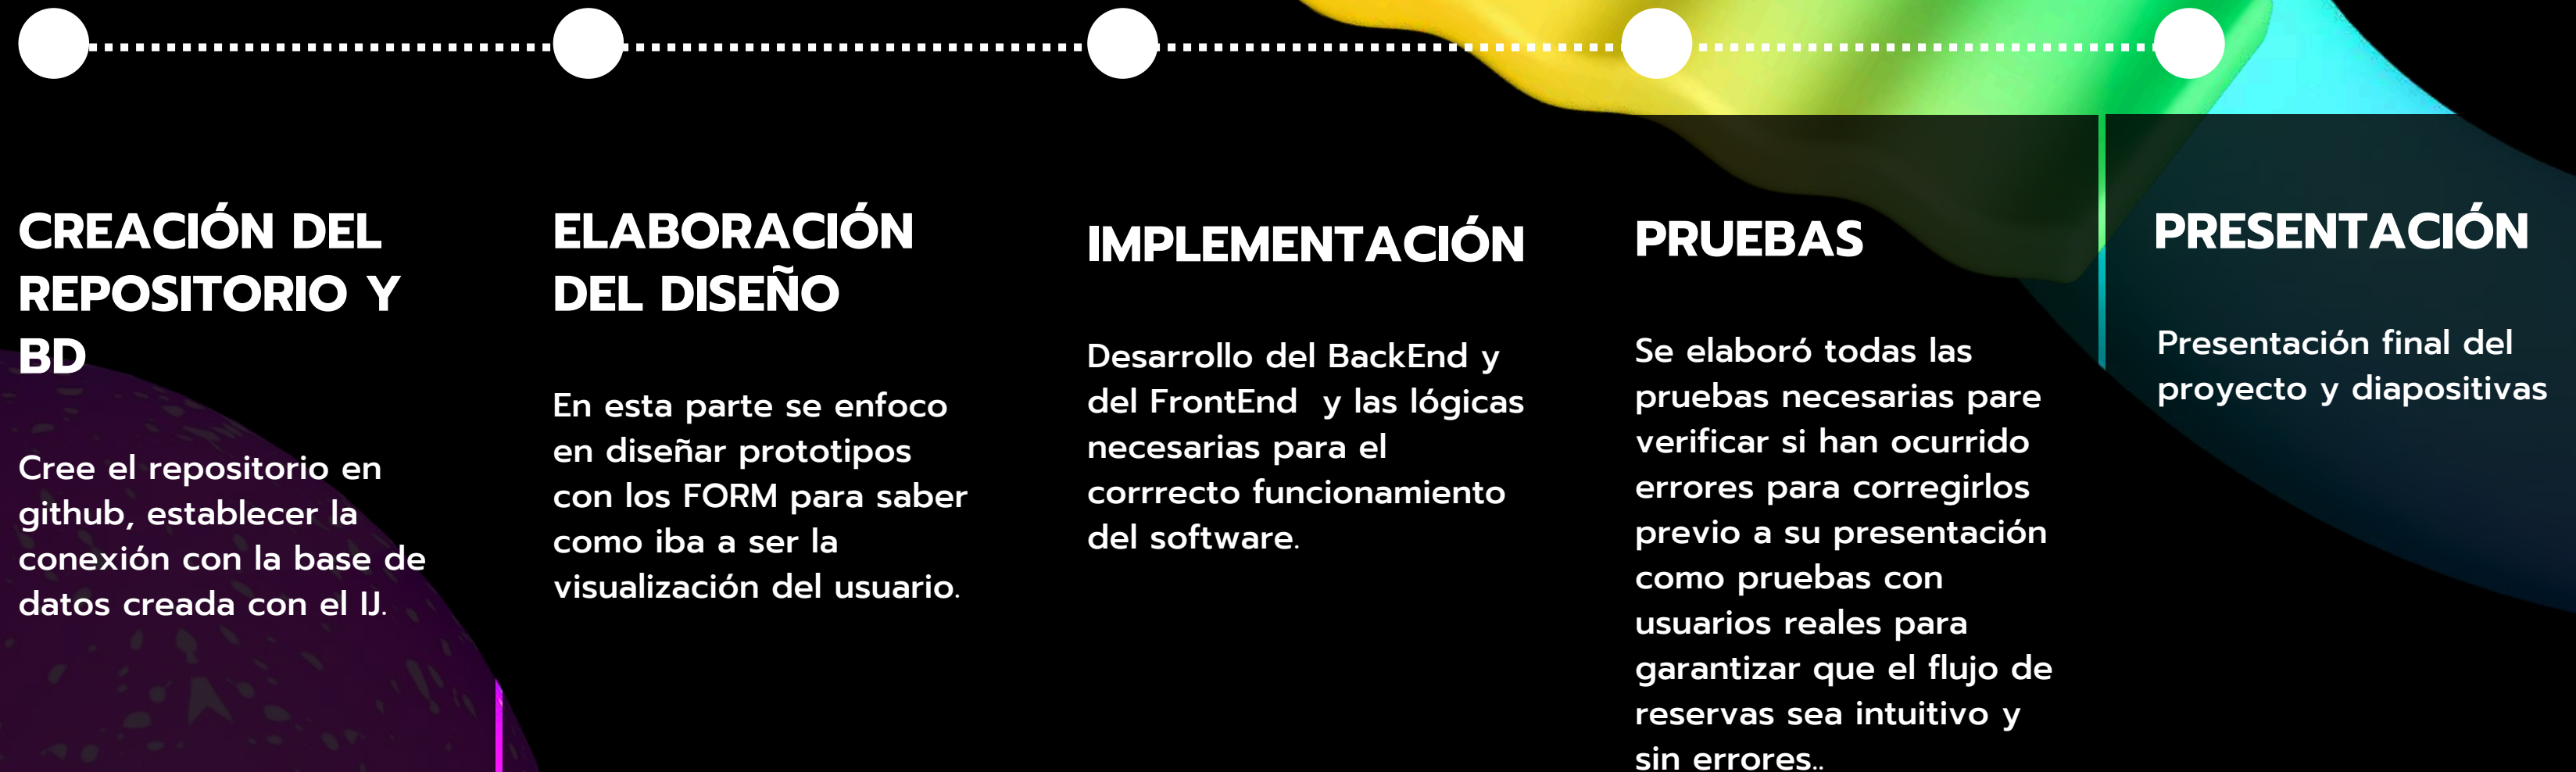 CREACIÓN DEL
REPOSITORIO Y
BD
Cree el repositorio en
github, establecer la
conexión con la base de
datos creada con el IJ.
ELABORACIÓN
DEL DISEÑO
En esta parte se enfoco
en diseñar prototipos
con los FORM para saber
como iba a ser la
visualización del usuario.
IMPLEMENTACIÓN
Desarrollo del BackEnd y
del FrontEnd  y las lógicas
necesarias para el
corrrecto funcionamiento
del software.
PRUEBAS
Se elaboró todas las
pruebas necesarias pare
verificar si han ocurrido
errores para corregirlos
previo a su presentación
como pruebas con
usuarios reales para
garantizar que el flujo de
reservas sea intuitivo y
sin errores..
PRESENTACIÓN
Presentación final del
proyecto y diapositivas